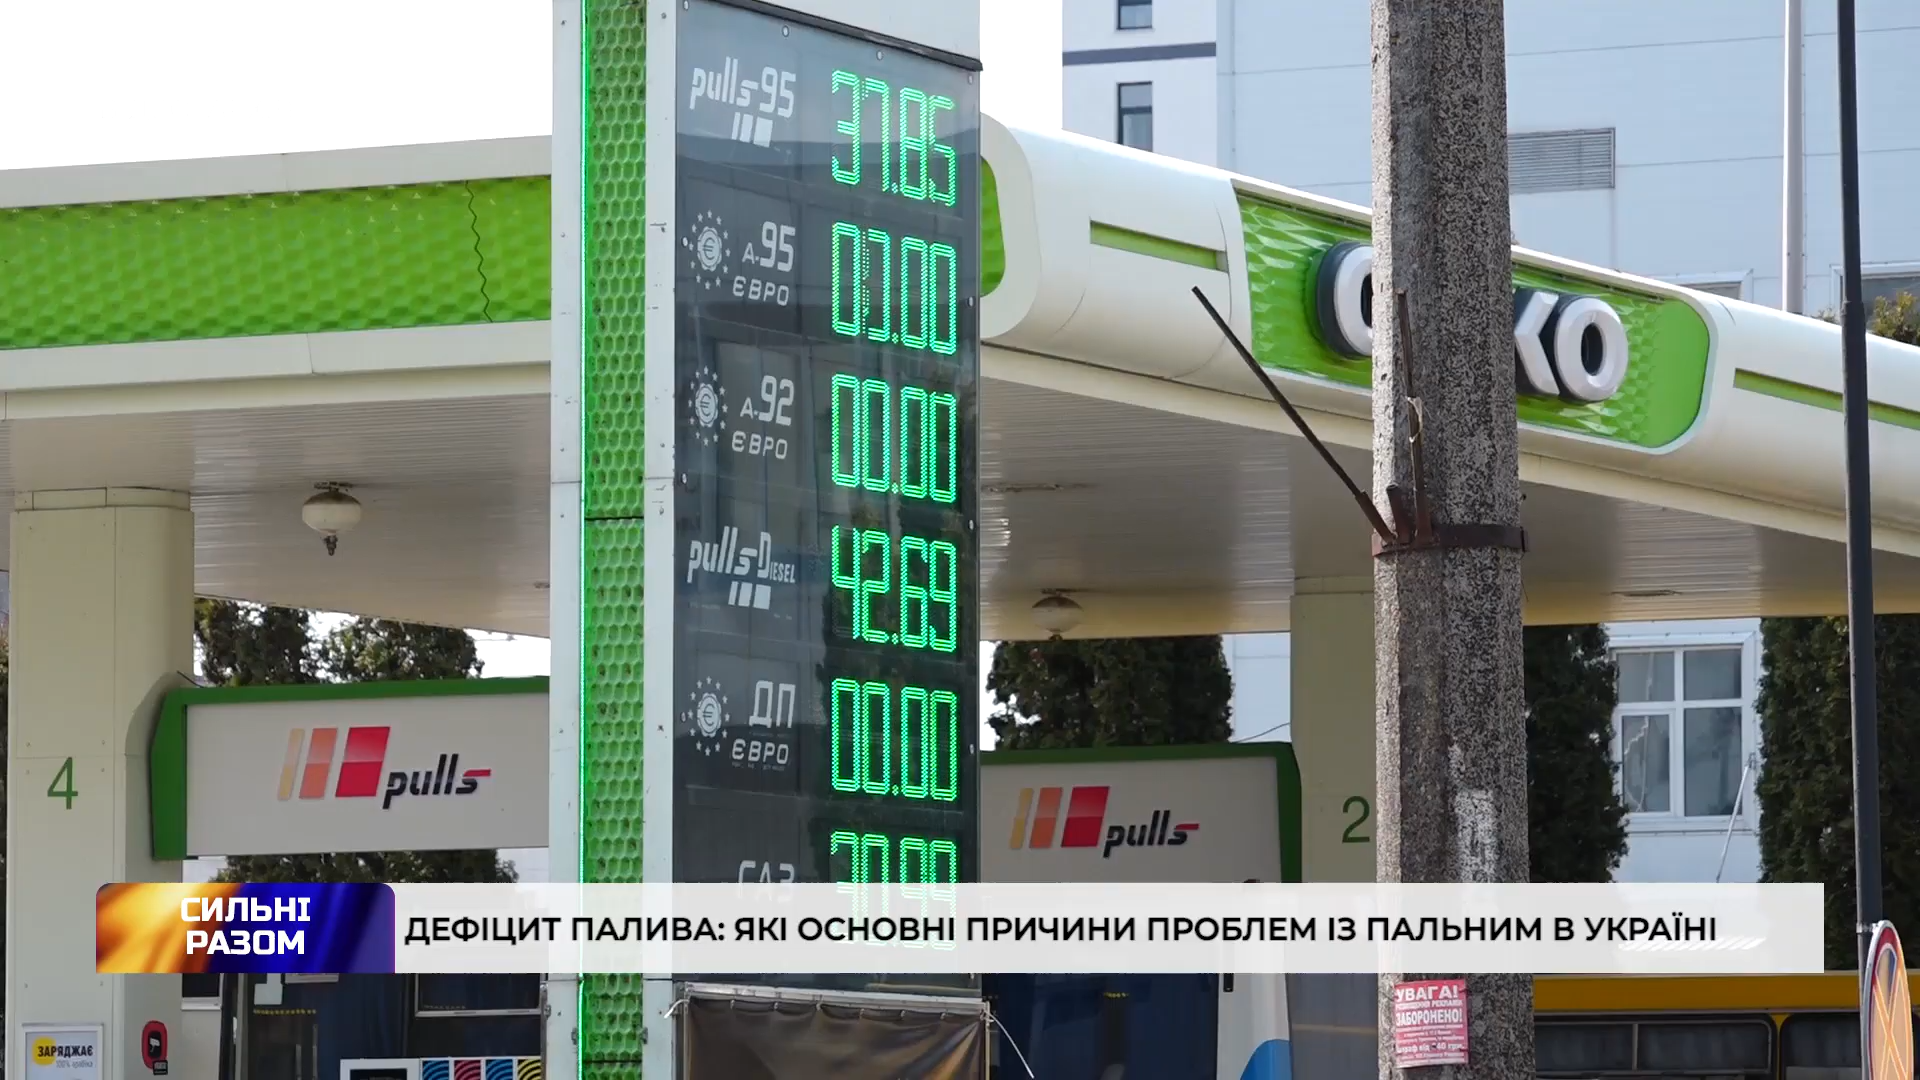 pulls 95 37.85
А-95 ЄВРО 00.00
А-92 ЄВРО 00.00
pulls Diesel 42.69
ДП ЄВРО 00.00
ГАЗ
ОККО
4
pulls
pulls
2
СИЛЬНІ
РАЗОМ
ДЕФІЦИТ ПАЛИВА: ЯКІ ОСНОВНІ ПРИЧИНИ ПРОБЛЕМ ІЗ ПАЛЬНИМ В УКРАЇНІ
ЗАРЯДЖАЄ
УВАГА!
ЗАБОРОНЕНО!